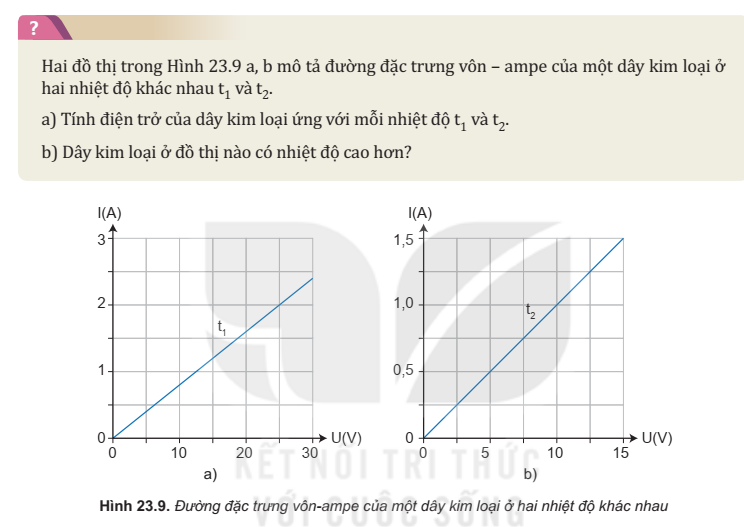 ?
Hai đồ thị trong Hình 23.9 a, b mô tả đường đặc trưng vôn – ampe của một dây kim loại ở
hai nhiệt độ khác nhau t₁ và t₂.
a) Tính điện trở của dây kim loại ứng với mỗi nhiệt độ t₁ và t₂.
b) Dây kim loại ở đồ thị nào có nhiệt độ cao hơn?
I(A)
3
2
1
0
t₁
0 10 20 30 U(V)
a)
I(A)
1,5
1,0
0,5
0
t₂
0 5 10 15 U(V)
b)
KẾT NỐI TRI THỨC
VỚI CUỘC SỐNG
Hình 23.9. Đường đặc trưng vôn-ampe của một dây kim loại ở hai nhiệt độ khác nhau